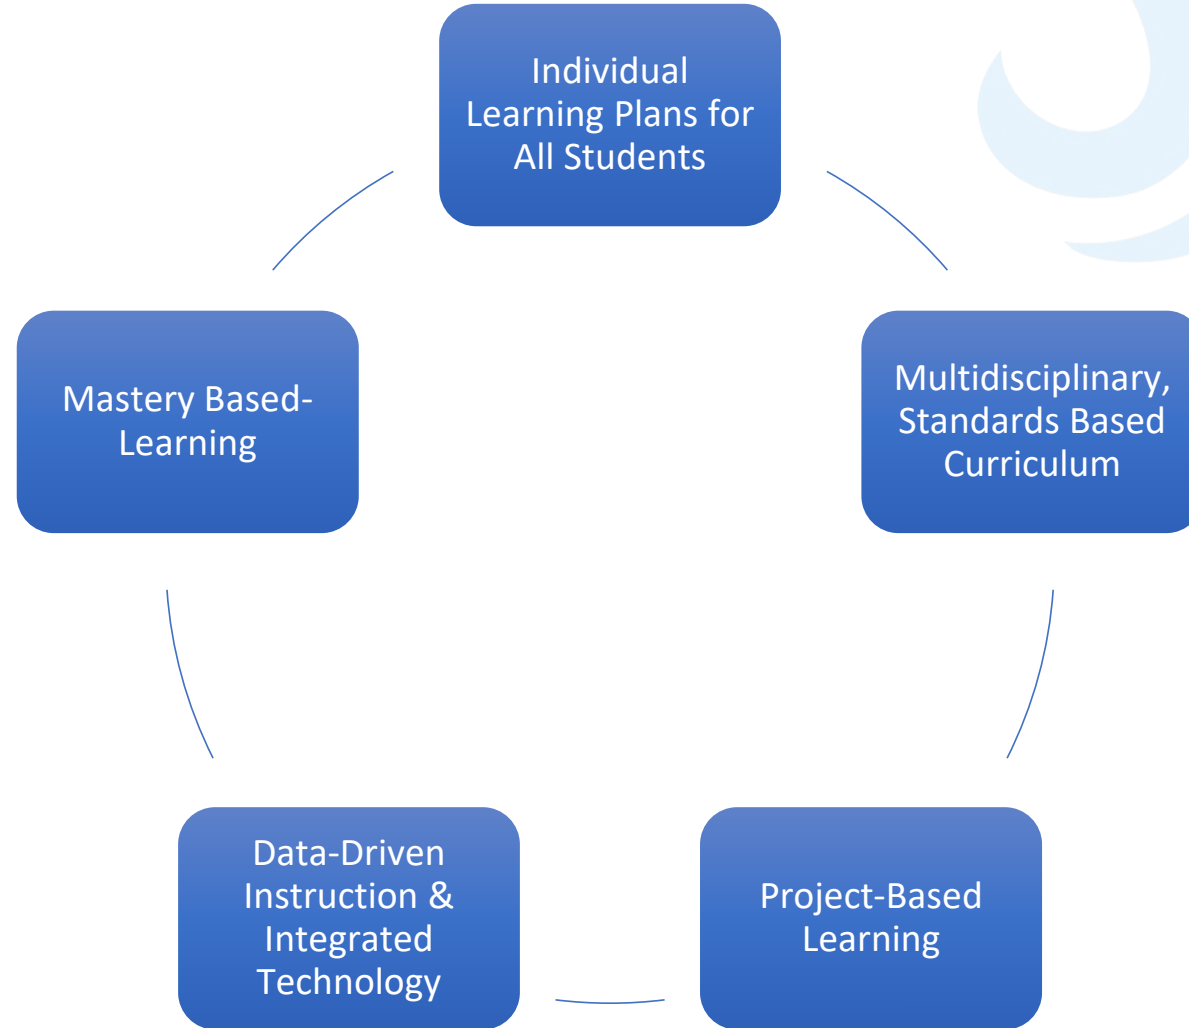 Individual
Learning Plans for
All Students
Multidisciplinary,
Standards Based
Curriculum
Project-Based
Learning
Data-Driven
Instruction &
Integrated
Technology
Mastery Based-
Learning